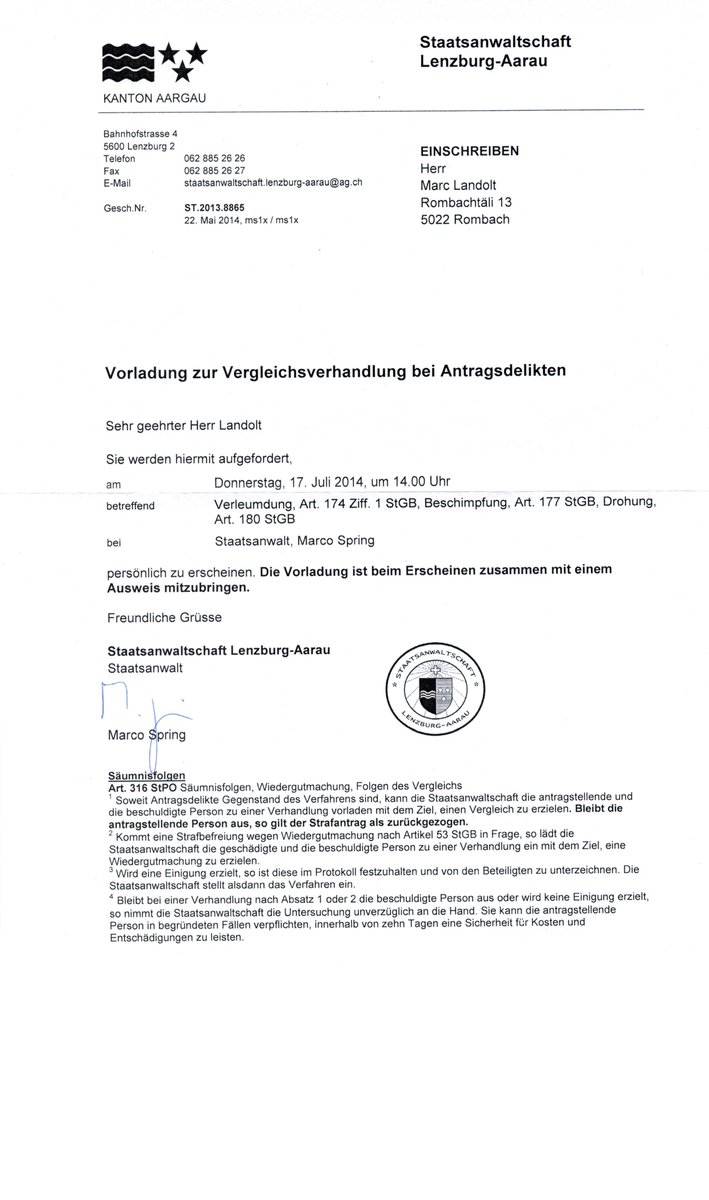 Staatsanwaltschaft
Lenzburg-Aarau
KANTON AARGAU
Bahnhofstrasse 4
5600 Lenzburg 2
Telefon 062 885 26 26
Fax 062 885 26 27
E-Mail staatsanwaltschaft.lenzburg-aarau@ag.ch
Gesch.Nr. ST.2013.8865
22. Mai 2014, ms1x / ms1x
EINSCHREIBEN
Herr
Marc Landolt
Rombachtäli 13
5022 Rombach
Vorladung zur Vergleichsverhandlung bei Antragsdelikten
Sehr geehrter Herr Landolt
Sie werden hiermit aufgefordert,
am Donnerstag, 17. Juli 2014, um 14.00 Uhr
betreffend Verleumdung, Art. 174 Ziff. 1 StGB, Beschimpfung, Art. 177 StGB, Drohung,
Art. 180 StGB
bei Staatsanwalt, Marco Spring
persönlich zu erscheinen. Die Vorladung ist beim Erscheinen zusammen mit einem
Ausweis mitzubringen.
Freundliche Grüsse
Staatsanwaltschaft Lenzburg-Aarau
Staatsanwalt
STAATSANWALTSCHAFT
LENZBURG-AARAU
Marco Spring
Säumnisfolgen
Art. 316 StPO Säumnisfolgen, Wiedergutmachung, Folgen des Vergleichs
¹ Soweit Antragsdelikte Gegenstand des Verfahrens sind, kann die Staatsanwaltschaft die antragstellende und
die beschuldigte Person zu einer Verhandlung vorladen mit dem Ziel, einen Vergleich zu erzielen. Bleibt die
antragstellende Person aus, so gilt der Strafantrag als zurückgezogen.
² Kommt eine Strafbefreiung wegen Wiedergutmachung nach Artikel 53 StGB in Frage, so lädt die
Staatsanwaltschaft die geschädigte und die beschuldigte Person zu einer Verhandlung ein mit dem Ziel, eine
Wiedergutmachung zu erzielen.
³ Wird eine Einigung erzielt, so ist diese im Protokoll festzuhalten und von den Beteiligten zu unterzeichnen. Die
Staatsanwaltschaft stellt alsdann das Verfahren ein.
⁴ Bleibt bei einer Verhandlung nach Absatz 1 oder 2 die beschuldigte Person aus oder wird keine Einigung erzielt,
so nimmt die Staatsanwaltschaft die Untersuchung unverzüglich an die Hand. Sie kann die antragstellende
Person in begründeten Fällen verpflichten, innerhalb von zehn Tagen eine Sicherheit für Kosten und
Entschädigungen zu leisten.